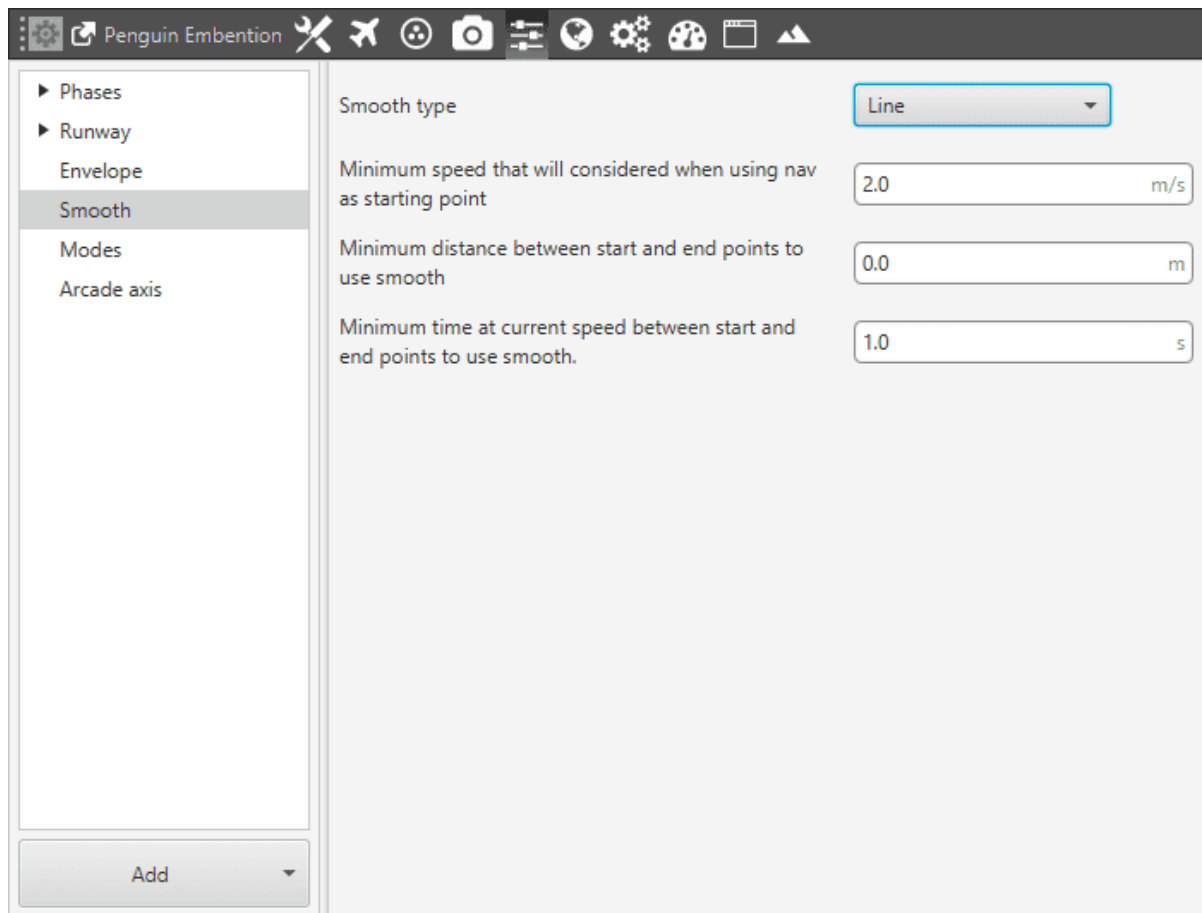 Penguin Embention
Phases
Runway
Envelope
Smooth
Modes
Arcade axis
Add
Smooth type
Line
Minimum speed that will considered when using nav
as starting point
2.0 m/s
Minimum distance between start and end points to
use smooth
0.0 m
Minimum time at current speed between start and
end points to use smooth.
1.0 s